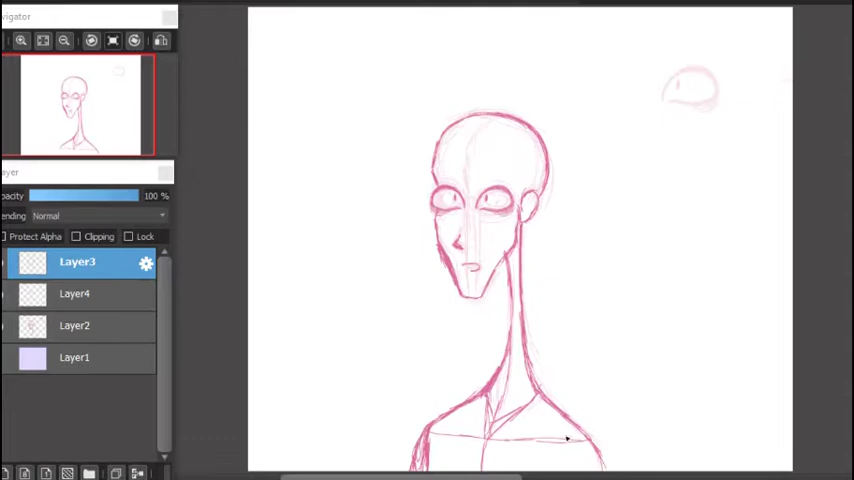 vigator
ayer
pacity 100 %
ending Normal
Protect Alpha Clipping Lock
Layer3
Layer4
Layer2
Layer1